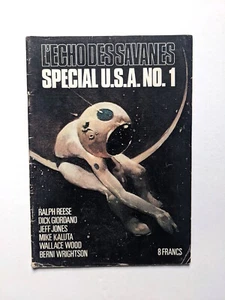 L'ECHO DES SAVANES
SPECIAL U.S.A. NO. 1
RALPH REESE
DICK GIORDANO
JEFF JONES
MIKE KALUTA
WALLACE WOOD
BERNI WRIGHTSON
8 FRANCS